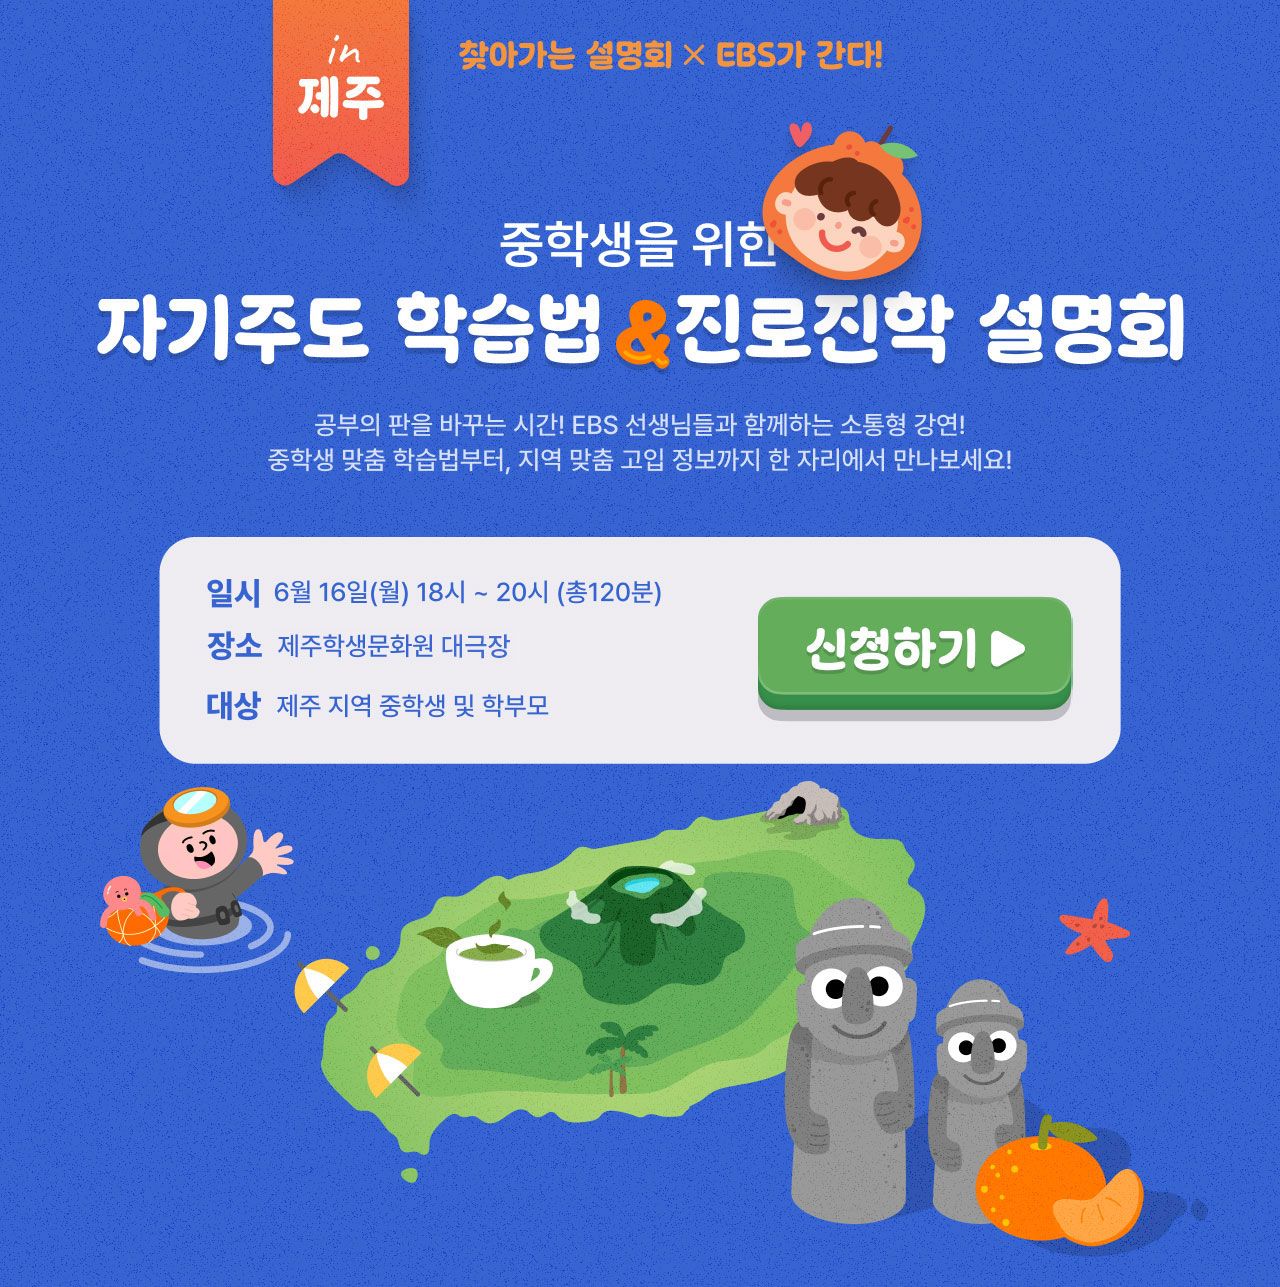 in
제주
찾아가는 설명회 × EBS가 간다!
중학생을 위한
자기주도 학습법 & 진로진학 설명회
공부의 판을 바꾸는 시간! EBS 선생님들과 함께하는 소통형 강연!
중학생 맞춤 학습법부터, 지역 맞춤 고입 정보까지 한 자리에서 만나보세요!
일시 6월 16일(월) 18시 ~ 20시 (총120분)
장소 제주학생문화원 대극장
대상 제주 지역 중학생 및 학부모
신청하기 ▶